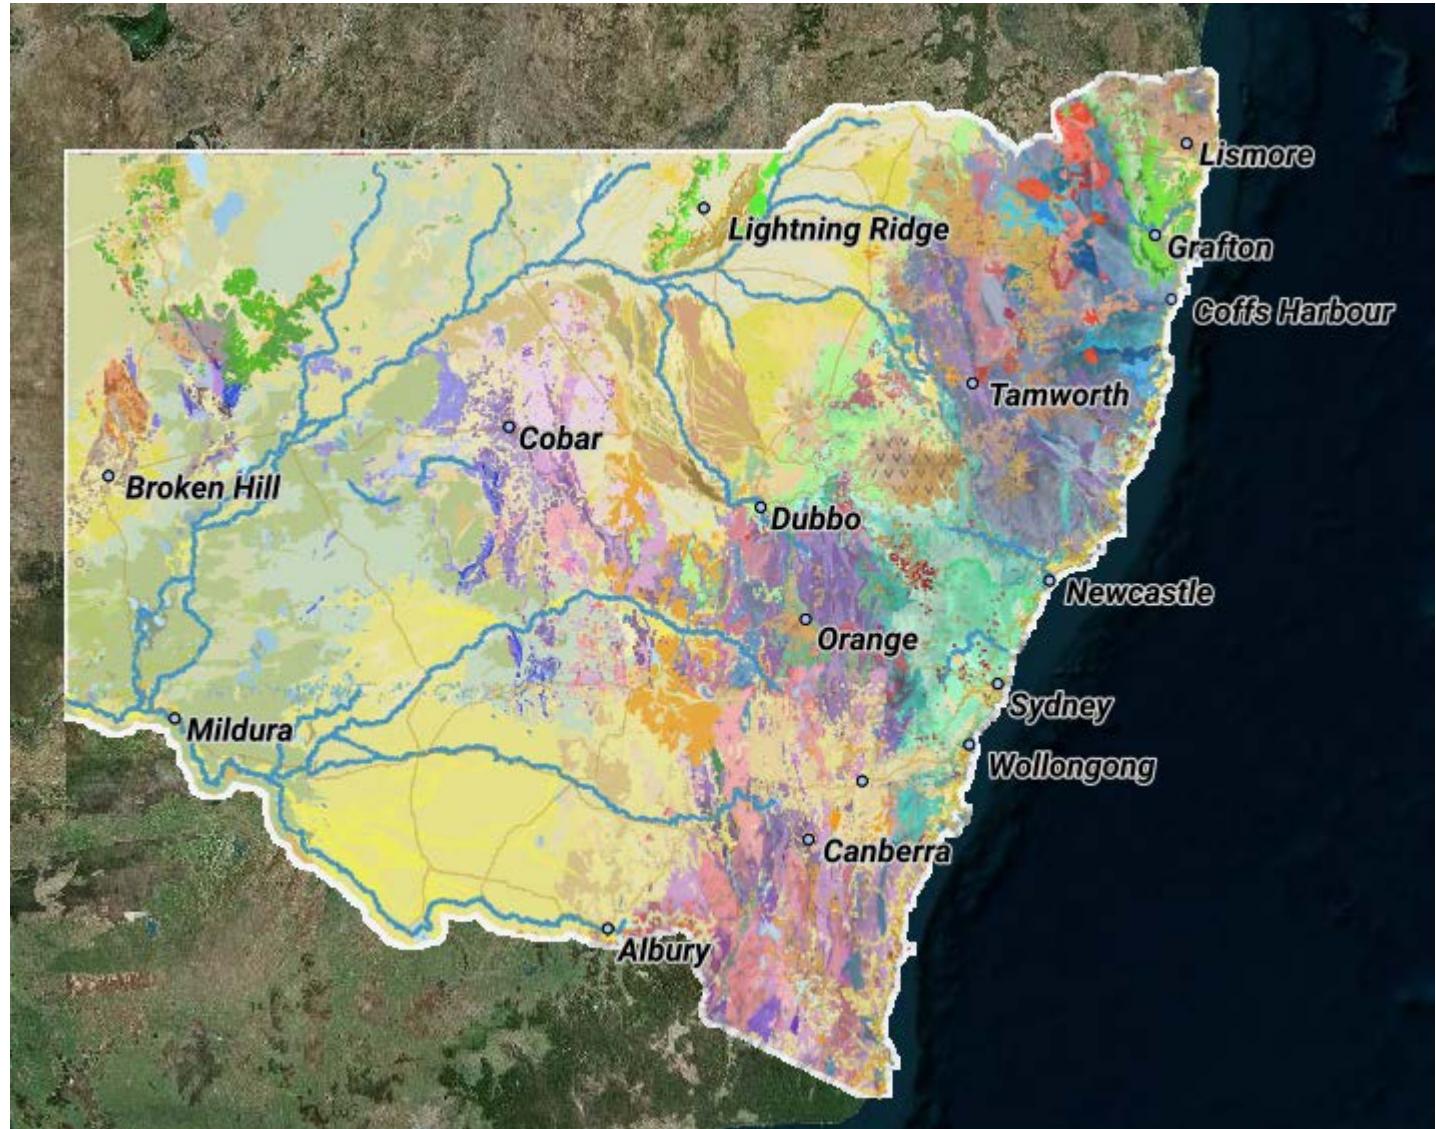 Lismore
Lightning Ridge
Grafton
Coffs Harbour
Tamworth
Cobar
Broken Hill
Dubbo
Newcastle
Orange
Sydney
Mildura
Wollongong
Canberra
Albury